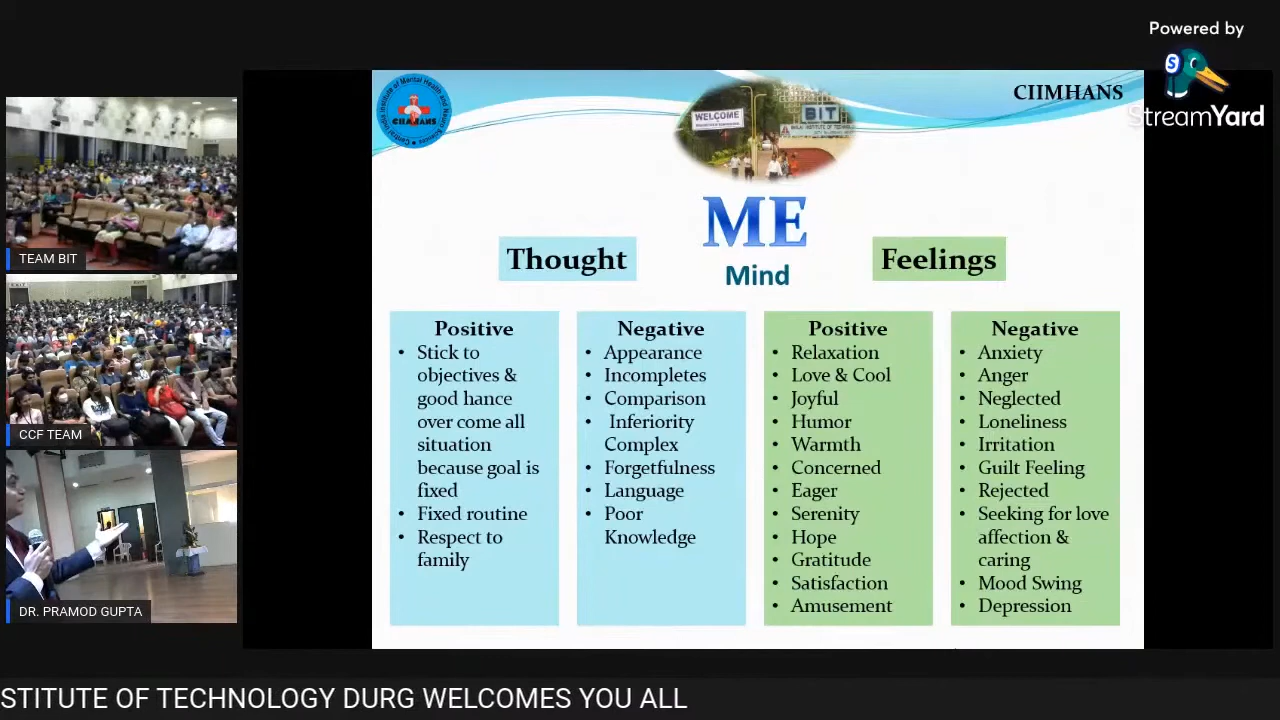 Powered by
StreamYard
CIIMHANS
WELCOME
BIT
ME
Mind
Thought
Feelings
Positive
• Stick to
objectives &
good hance
over come all
situation
because goal is
fixed
• Fixed routine
• Respect to
family
Negative
• Appearance
• Incompletes
• Comparison
• Inferiority
Complex
• Forgetfulness
• Language
• Poor
Knowledge
Positive
• Relaxation
• Love & Cool
• Joyful
• Humor
• Warmth
• Concerned
• Eager
• Serenity
• Hope
• Gratitude
• Satisfaction
• Amusement
Negative
• Anxiety
• Anger
• Neglected
• Loneliness
• Irritation
• Guilt Feeling
• Rejected
• Seeking for love
affection &
caring
• Mood Swing
• Depression
TEAM BIT
CCF TEAM
DR. PRAMOD GUPTA
STITUTE OF TECHNOLOGY DURG WELCOMES YOU ALL